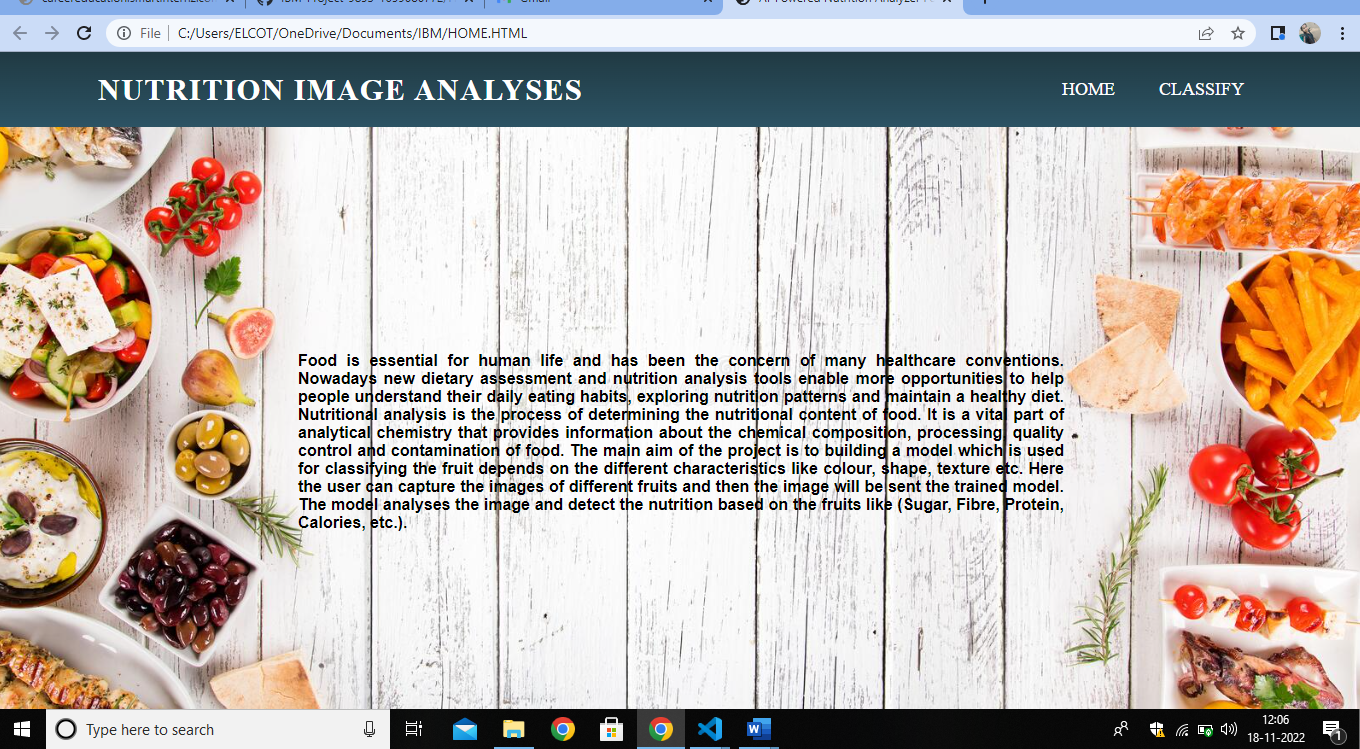 Gmail
File
C:/Users/ELCOT/OneDrive/Documents/IBM/HOME.HTML
NUTRITION IMAGE ANALYSES
HOME
CLASSIFY
Food is essential for human life and has been the concern of many healthcare conventions.
Nowadays new dietary assessment and nutrition analysis tools enable more opportunities to help
people understand their daily eating habits, exploring nutrition patterns and maintain a healthy diet.
Nutritional analysis is the process of determining the nutritional content of food. It is a vital part of
analytical chemistry that provides information about the chemical composition, processing, quality
control and contamination of food. The main aim of the project is to building a model which is used
for classifying the fruit depends on the different characteristics like colour, shape, texture etc. Here
the user can capture the images of different fruits and then the image will be sent the trained model.
The model analyses the image and detect the nutrition based on the fruits like (Sugar, Fibre, Protein,
Calories, etc.).
Type here to search
W
12:06
18-11-2022
1